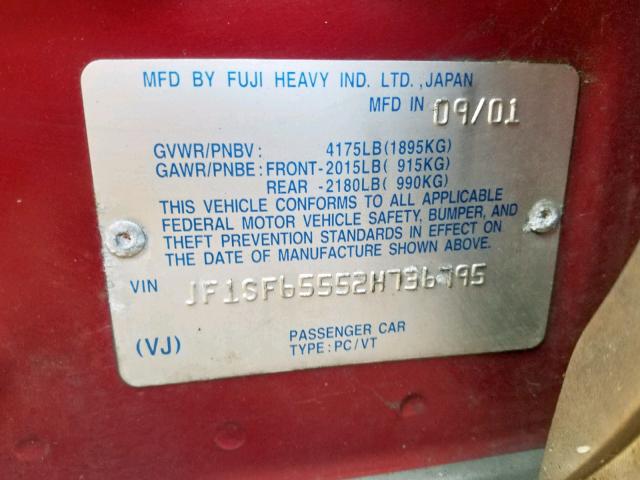 MFD BY FUJI HEAVY IND. LTD.,JAPAN
MFD IN 09/01
GVWR/PNBV: 4175LB(1895KG)
GAWR/PNBE: FRONT-2015LB( 915KG)
REAR -2180LB( 990KG)
THIS VEHICLE CONFORMS TO ALL APPLICABLE
FEDERAL MOTOR VEHICLE SAFETY, BUMPER, AND
THEFT PREVENTION STANDARDS IN EFFECT ON
THE DATE OF MANUFACTURE SHOWN ABOVE.
VIN JF1SF65552H736795
PASSENGER CAR
(VJ) TYPE:PC/VT